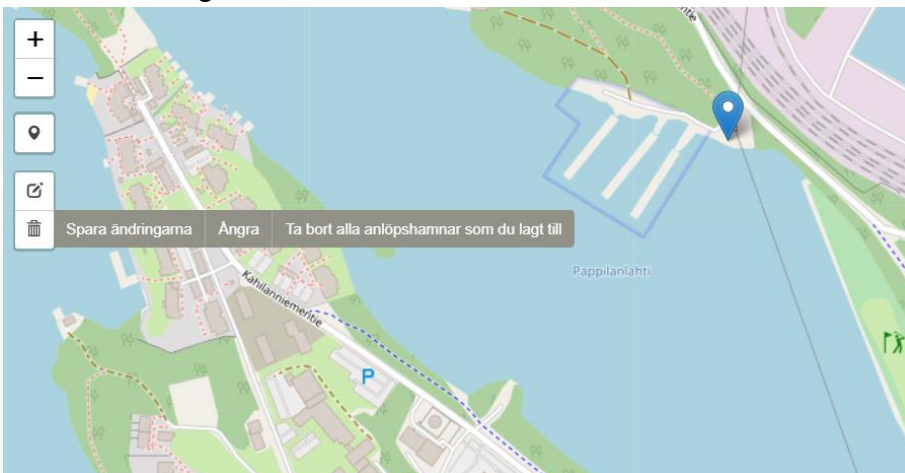 +
−
Spara ändringarna Ångra Ta bort alla anlöpshamnar som du lagt till
Pappilanlahti
Kahilanniementie
P